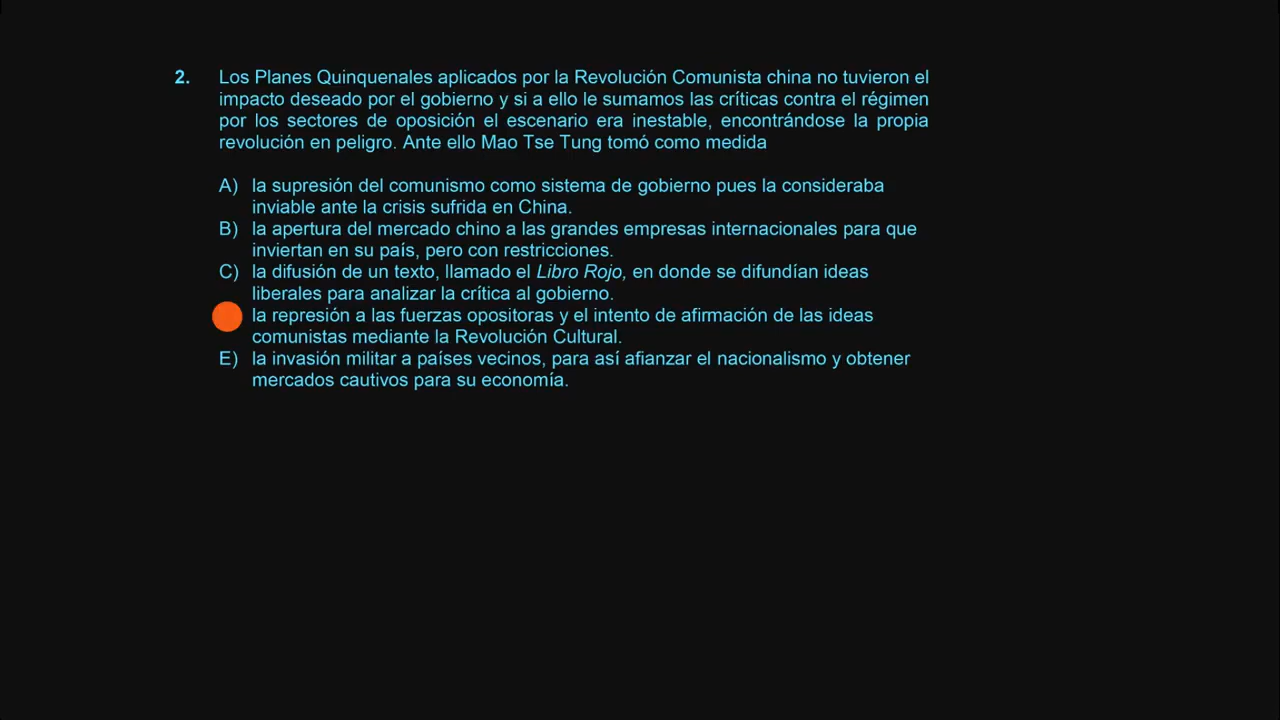 2. Los Planes Quinquenales aplicados por la Revolución Comunista china no tuvieron el
impacto deseado por el gobierno y si a ello le sumamos las críticas contra el régimen
por los sectores de oposición el escenario era inestable, encontrándose la propia
revolución en peligro. Ante ello Mao Tse Tung tomó como medida
A) la supresión del comunismo como sistema de gobierno pues la consideraba
inviable ante la crisis sufrida en China.
B) la apertura del mercado chino a las grandes empresas internacionales para que
inviertan en su país, pero con restricciones.
C) la difusión de un texto, llamado el Libro Rojo, en donde se difundían ideas
liberales para analizar la crítica al gobierno.
la represión a las fuerzas opositoras y el intento de afirmación de las ideas
comunistas mediante la Revolución Cultural.
E) la invasión militar a países vecinos, para así afianzar el nacionalismo y obtener
mercados cautivos para su economía.